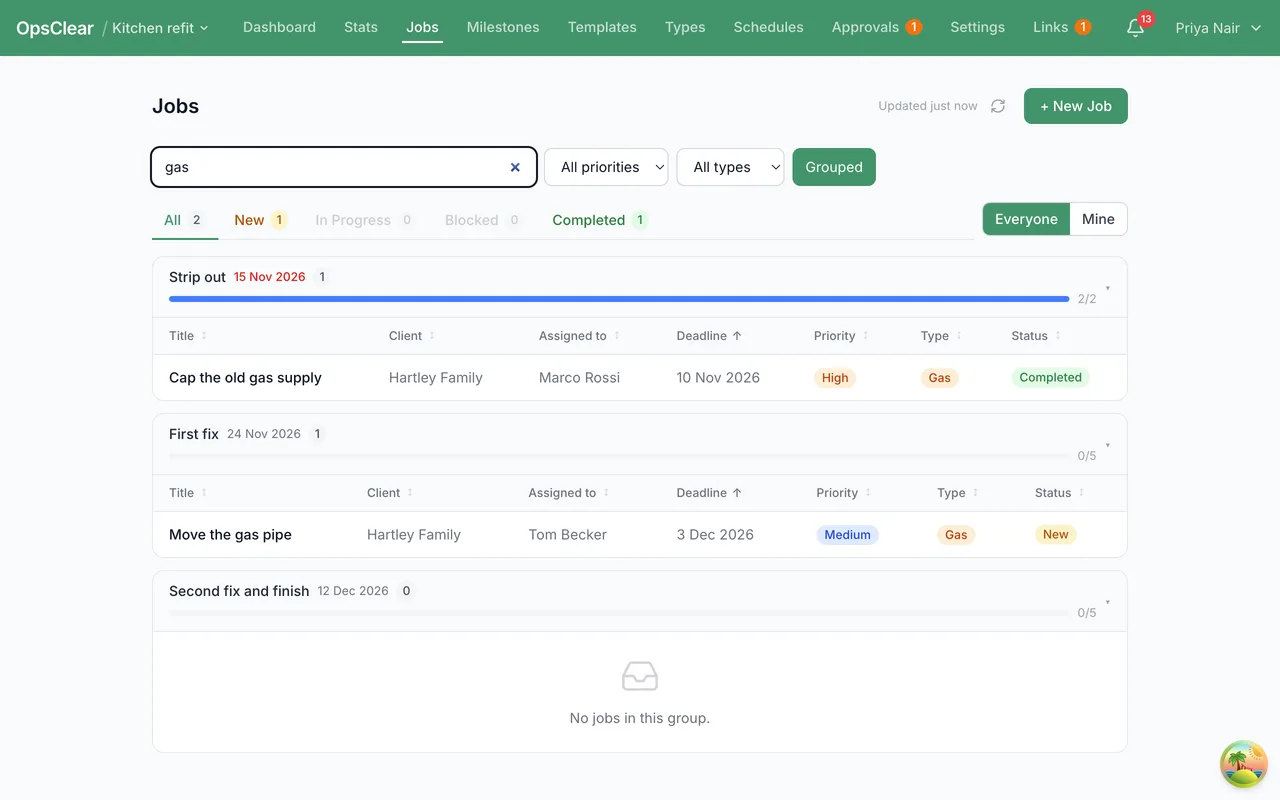 OpsClear / Kitchen refit Dashboard Stats Jobs Milestones Templates Types Schedules Approvals 1 Settings Links 1 13 Priya Nair
Jobs Updated just now + New Job
gas All priorities All types Grouped
All 2 New 1 In Progress 0 Blocked 0 Completed 1 Everyone Mine
Strip out 15 Nov 2026 1
2/2
Title Client Assigned to Deadline ↑ Priority Type Status
Cap the old gas supply Hartley Family Marco Rossi 10 Nov 2026 High Gas Completed
First fix 24 Nov 2026 1
0/5
Title Client Assigned to Deadline ↑ Priority Type Status
Move the gas pipe Hartley Family Tom Becker 3 Dec 2026 Medium Gas New
Second fix and finish 12 Dec 2026 0
0/5
No jobs in this group.